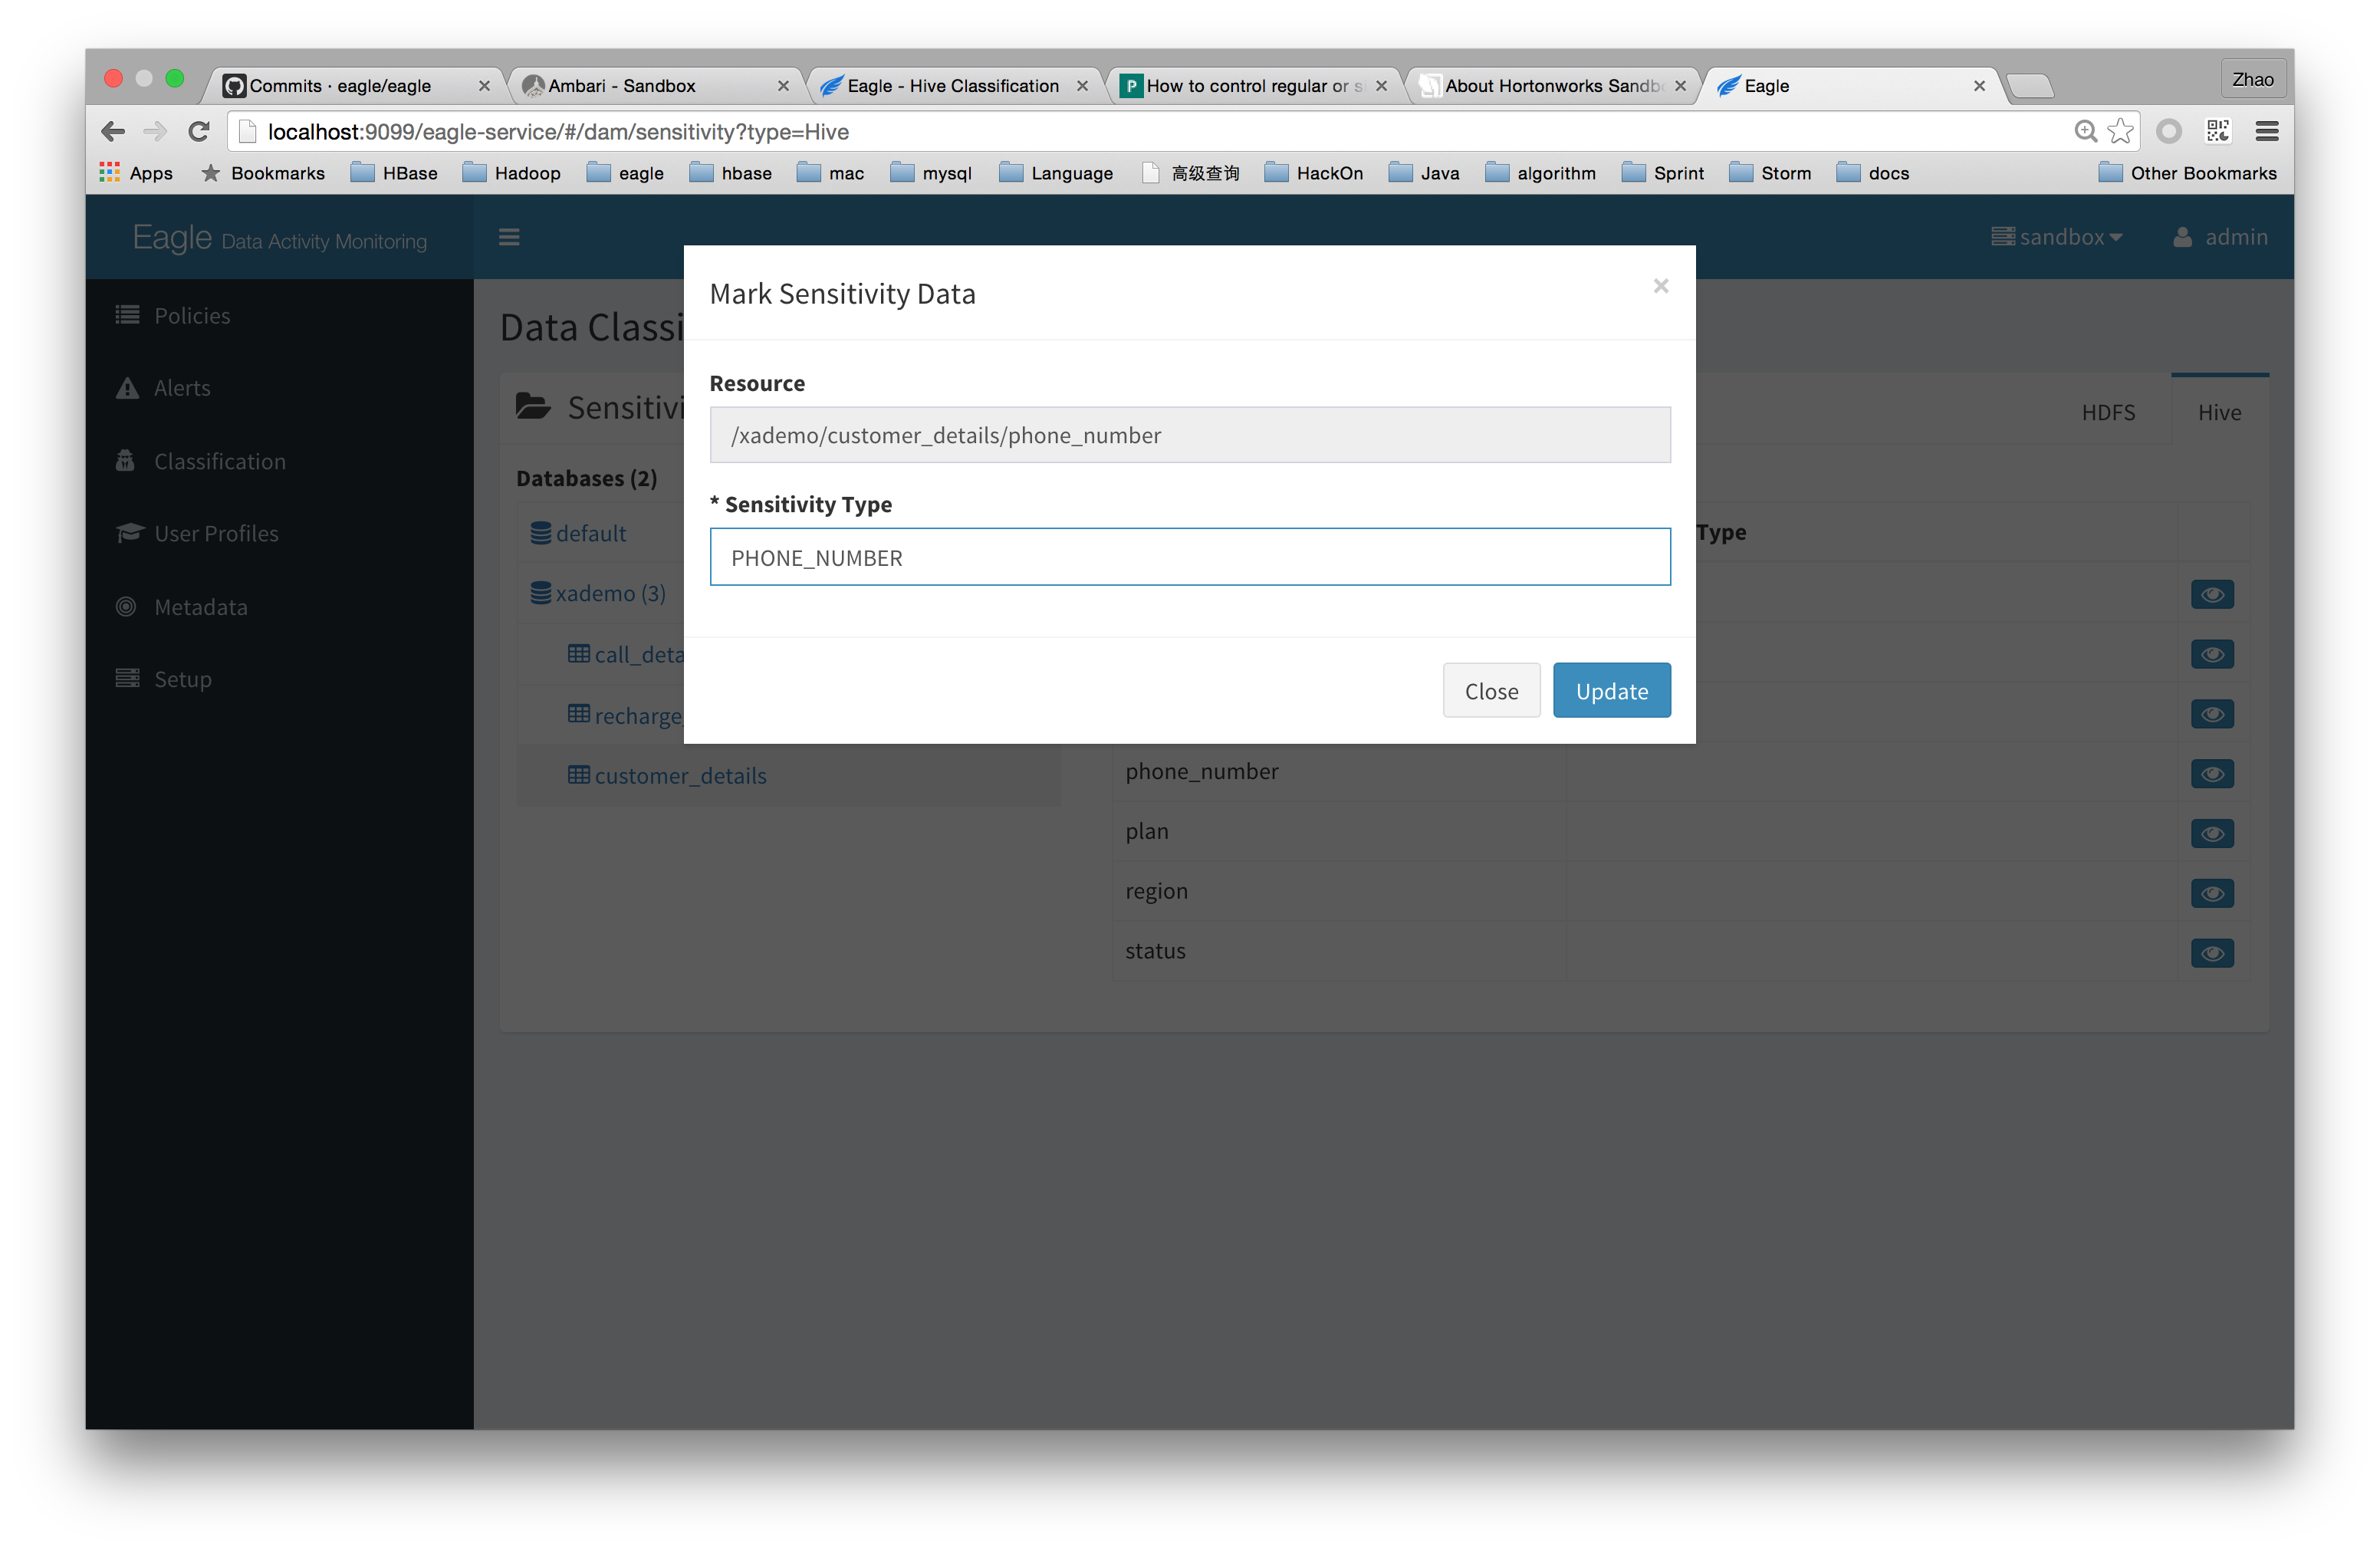 Commits · eagle/eagle
Ambari - Sandbox
Eagle - Hive Classification
How to control regular or s
About Hortonworks Sandb
Eagle
Zhao
localhost:9099/eagle-service/#/dam/sensitivity?type=Hive
Apps
Bookmarks
HBase
Hadoop
eagle
hbase
mac
mysql
Language
高级查询
HackOn
Java
algorithm
Sprint
Storm
docs
Other Bookmarks
Eagle Data Activity Monitoring
sandbox
admin
Policies
Alerts
Classification
User Profiles
Metadata
Setup
Data Classi
Sensitivi
HDFS
Hive
Databases (2)
default
xademo (3)
call_deta
recharge_
customer_details
Mark Sensitivity Data
×
Resource
/xademo/customer_details/phone_number
* Sensitivity Type
PHONE_NUMBER
Close
Update
Type
phone_number
plan
region
status